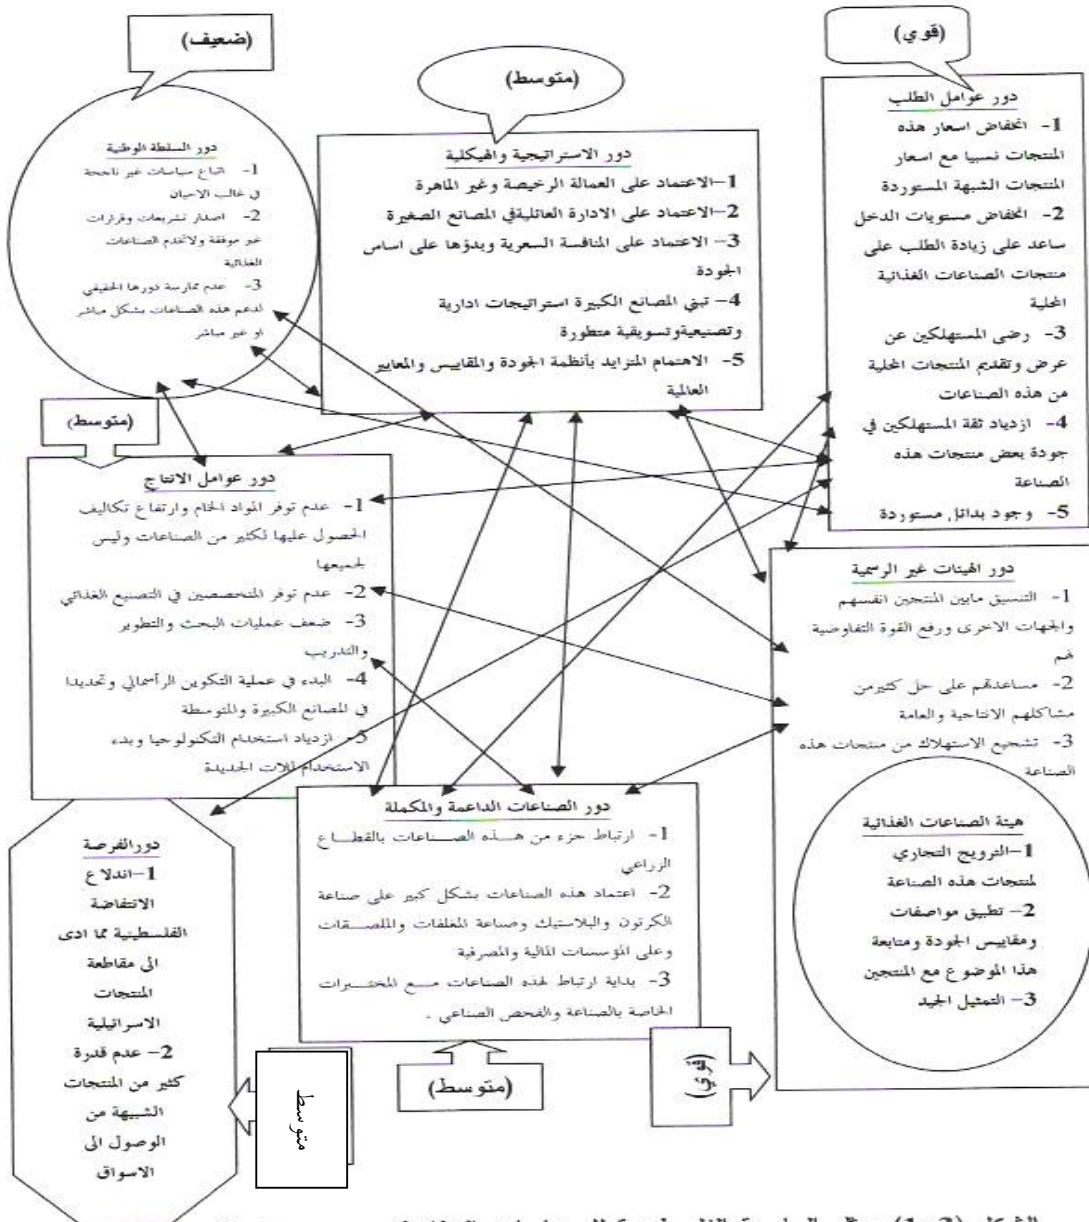 (قوي)
(متوسط)
(ضعيف)
دور عوامل الطلب
1- انخفاض اسعار هذه
المنتجات نسبيا مع اسعار
المنتجات الشبهة المستوردة
2- انخفاض مستويات الدخل
ساعد على زيادة الطلب على
منتجات الصناعات الغذائية
المحلية
3- رضى المستهلكين عن
عرض وتقديم المنتجات المحلية
من هذه الصناعات
4- ازدياد ثقة المستهلكين في
جودة بعض منتجات هذه
الصناعة
5- وجود بدائل مستوردة
دور الاستراتيجية والهيكلية
1-الاعتماد على العمالة الرخيصة وغير الماهرة
2-الاعتماد على الادارة العائليةفي المصانع الصغيرة
3- الاعتماد على المنافسة السعرية وبدؤها على اساس
الجودة
4- تبني المصانع الكبيرة استراتيجات ادارية
وتصنيعيةوتسويقية متطورة
5- الاهتمام المتزايد بأنظمة الجودة والمقاييس والمعايير
العالمية
دور السلطة الوطنية
1- اتباع سياسات غير ناجحة
في غالب الاحيان
2- اصدار تشريعات وقرارات
غير موفقة ولاتخدم الصناعات
الغذائية
3- عدم ممارسة دورها الحقيقي
لدعم هذه الصناعات بشكل مباشر
او غير مباشر
(متوسط)
دور عوامل الانتاج
1- عدم توفر المواد الخام وارتفاع تكاليف
الحصول عليها لكثير من الصناعات وليس
لجميعها
2- عدم توفر المتخصصين في التصنيع الغذائي
3- ضعف عمليات البحث والتطوير
والتدريب
4- البدء في عملية التكوين الرأسمالي وتحديدا
في المصانع الكبيرة والمتوسطة
5- ازدياد استخدام التكنولوجيا وبدء
الاستخدام للالات الجديدة
دور الهيئات غير الرسمية
1- التنسيق مابين المنتجين انفسهم
والجهات الاخرى ورفع القوة التفاوضية
لهم
2- مساعدتهم على حل كثيرمن
مشاكلهم الانتاجية والعامة
3- تشجيع الاستهلاك من منتجات هذه
الصناعة
هيئة الصناعات الغذائية
1-الترويج التجاري
لمنتجات هذه الصناعة
2- تطبيق مواصفات
ومقاييس الجودة ومتابعة
هذا الموضوع مع المنتجين
3- التمثيل الجيد
دور الصناعات الداعمة والمكملة
1- ارتباط جزء من هذه الصناعات بالقطاع
الزراعي
2- اعتماد هذه الصناعات بشكل كبير على صناعة
الكرتون والبلاستيك وصناعة المغلفات والملصقات
وعلى المؤسسات المالية والمصرفية
3- بداية ارتباط لهذه الصناعات مع المختبرات
الخاصة بالصناعة والفحص الصناعي .
دورالفرصة
1-اندلاع
الانتفاضة
الفلسطينية مما ادى
الى مقاطعة
المنتجات
الاسرائيلية
2- عدم قدرة
كثير من المنتجات
الشبيهة من
الوصول الى
الاسواق
(قوي)
(متوسط)
متوسط